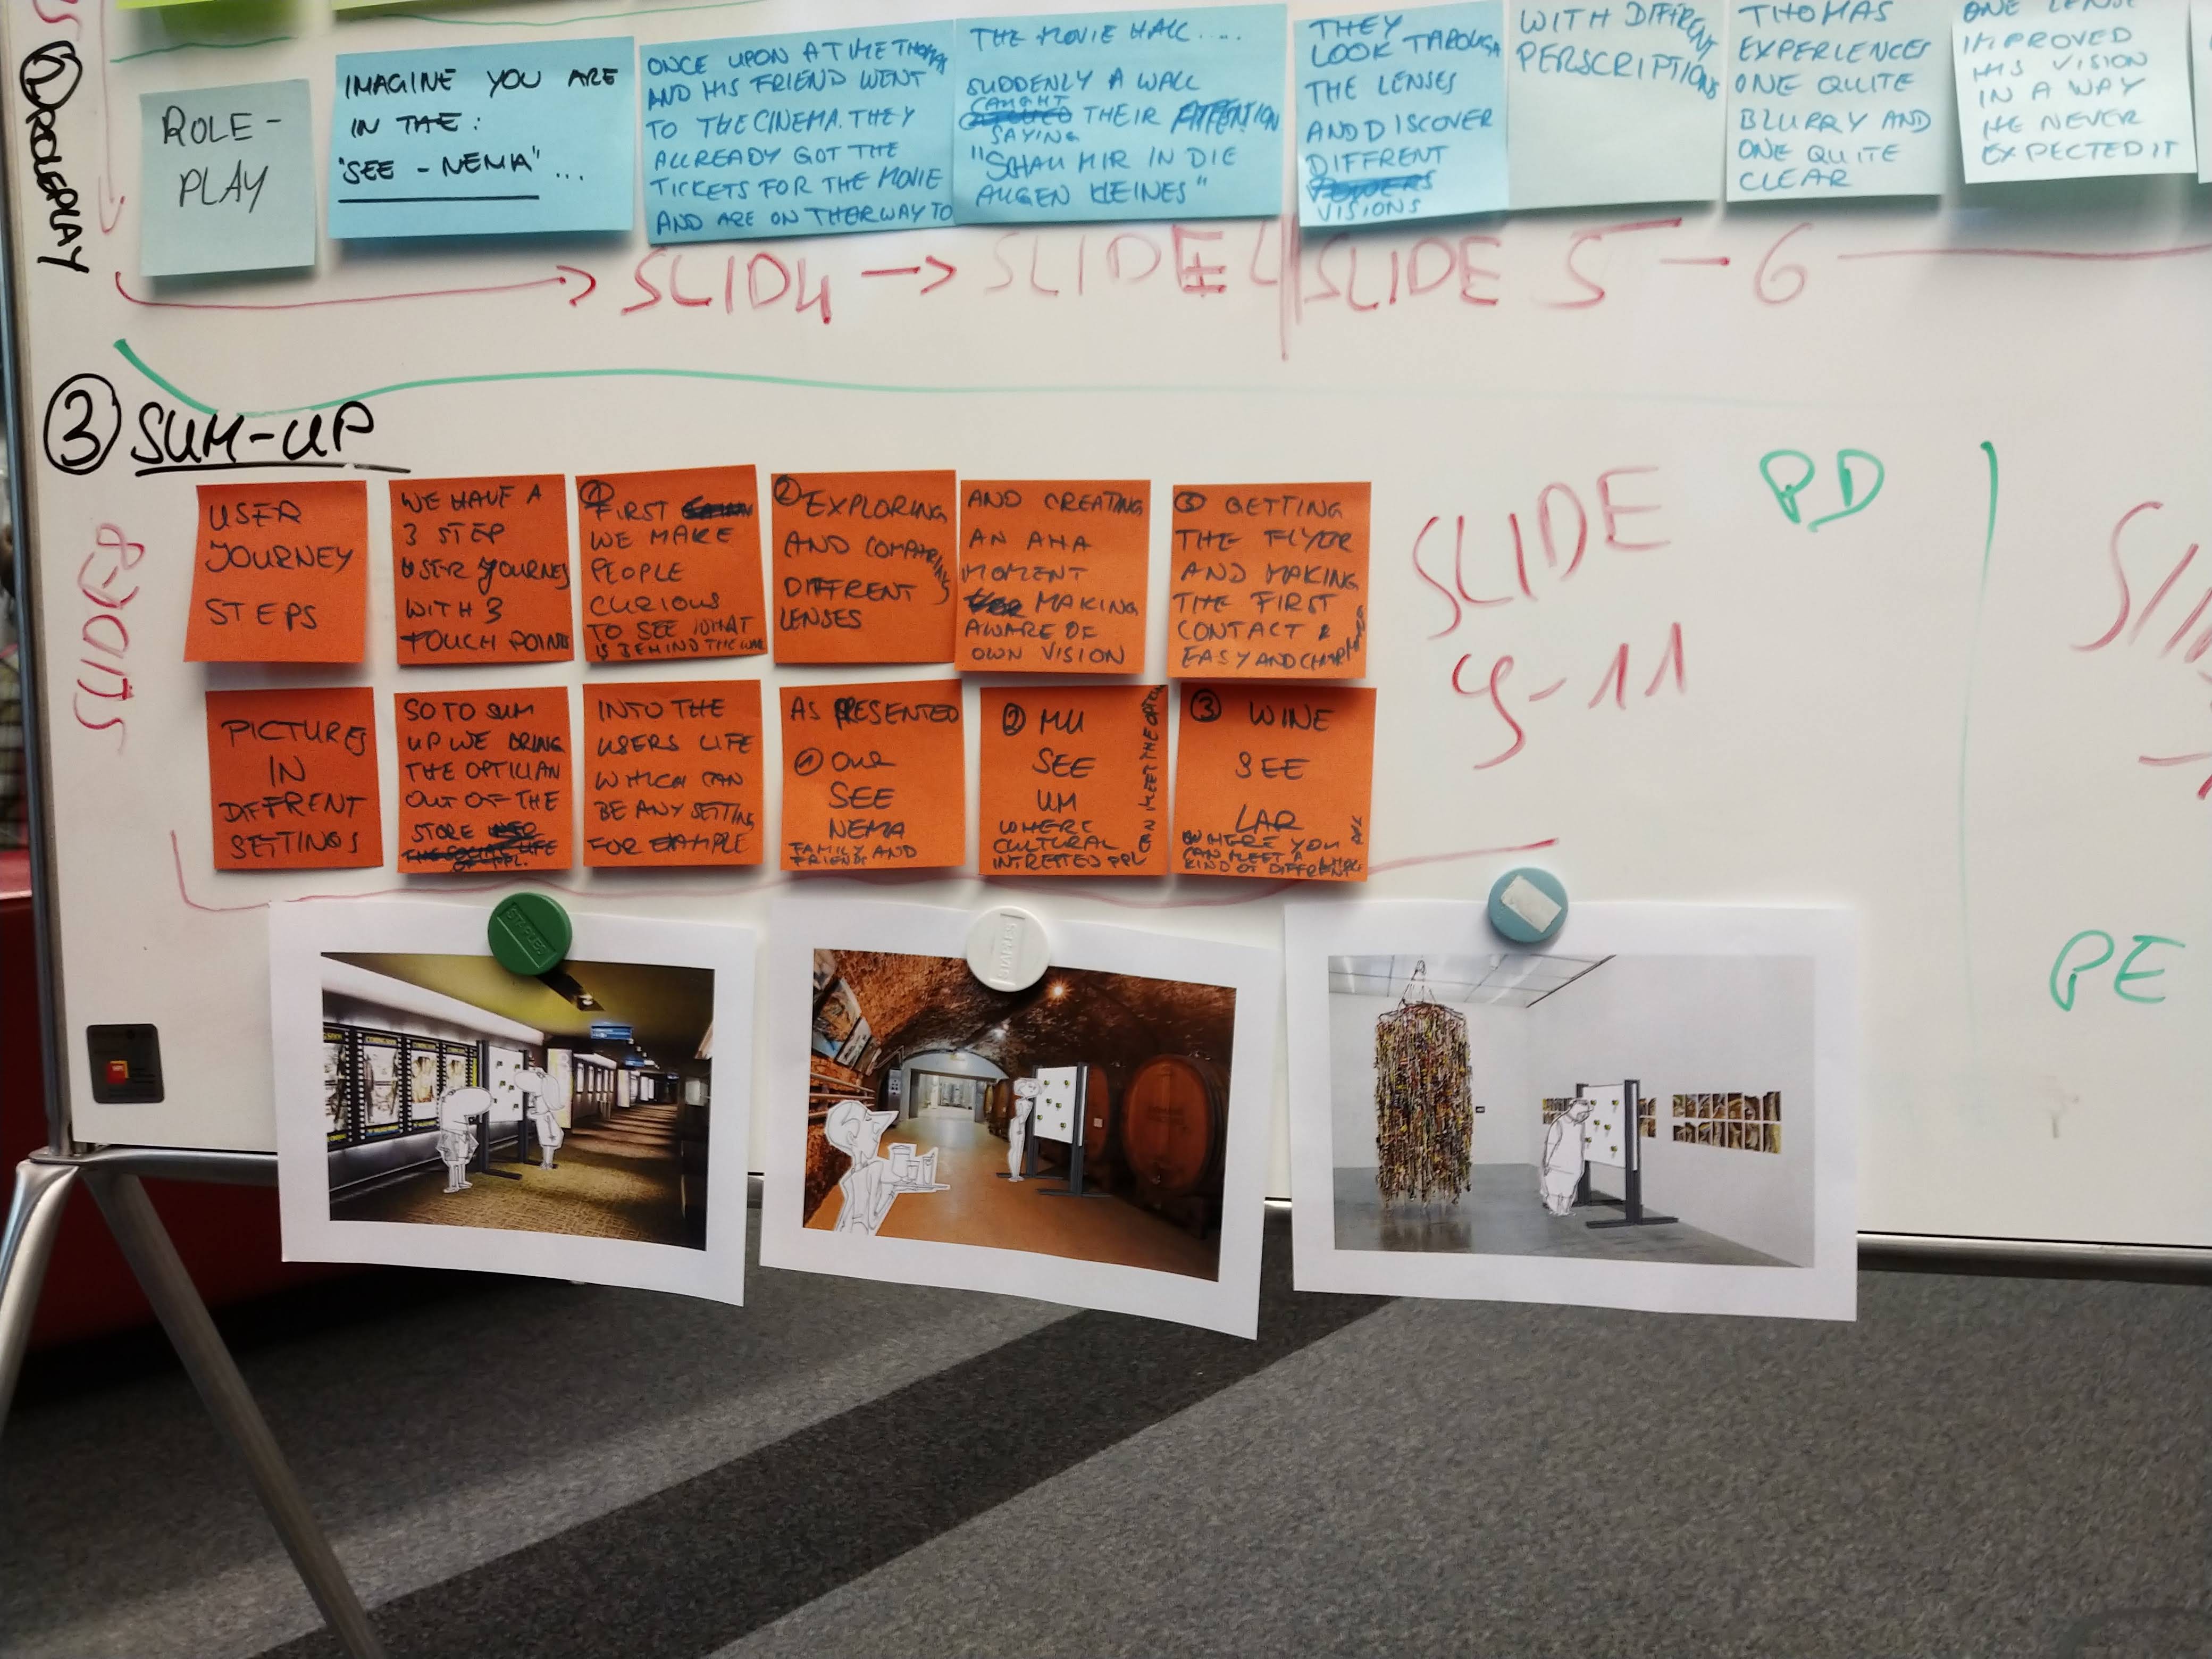 ② ROLEPLAY
ROLE-
PLAY
IMAGINE YOU ARE
IN THE:
"SEE - NEMA"...
ONCE UPON A TIME THOMAS
AND HIS FRIEND WENT
TO THE CINEMA. THEY
ALLREADY GOT THE
TICKETS FOR THE MOVIE
AND ARE ON THER WAY TO
THE MOVIE HALL.....
SUDDENLY A WALL
CAUGHT THEIR ATTENTION
SAYING
"SCHAU MIR IN DIE
AUGEN KLEINES"
THEY
LOOK THROUGH
THE LENSES
AND DISCOVER
DIFFRENT
VISIONS
WITH DIFFRENT
PERSCRIPTIONS
THOMAS
EXPERIENCES
ONE QUITE
BLURRY AND
ONE QUITE
CLEAR
ONE LENSE
IMPROVED
HIS VISION
IN A WAY
HE NEVER
EXPECTED IT
SLID4 → SLIDE 4 SLIDE 5 - 6
③ SUM-UP
SLIDE 8
USER
JOURNEY
STEPS
WE HAVE A
3 STEP
USER JOURNEY
WITH 3
TOUCH POINTS
① FIRST
WE MAKE
PEOPLE
CURIOUS
TO SEE WHAT
IS BEHIND THE WALL
② EXPLORING
AND COMPARING
DIFFRENT
LENSES
AND CREATING
AN AHA
MOMENT
MAKING
AWARE OF
OWN VISION
③ GETTING
THE FLYER
AND MAKING
THE FIRST
CONTACT &
EASY AND
SLIDE
9-11
PD
PICTURES
IN
DIFFRENT
SETTINGS
SO TO SUM
UP WE BRING
THE OPTICIAN
OUT OF THE
STORE
INTO THE
USERS LIFE
WHICH CAN
BE ANY SETTING
FOR EXAMPLE
AS PRESENTED
① OUR
SEE
NEMA
FAMILY AND
FRIENDS
② MU
SEE
UM
WHERE
CULTURAL
INTRESTED PPL
CAN MEET THE OPTICIAN
③ WINE
SEE
LAR
WHERE YOU
CAN MEET A WHOLE
KIND OF DIFFRENT
PE
STAPLES